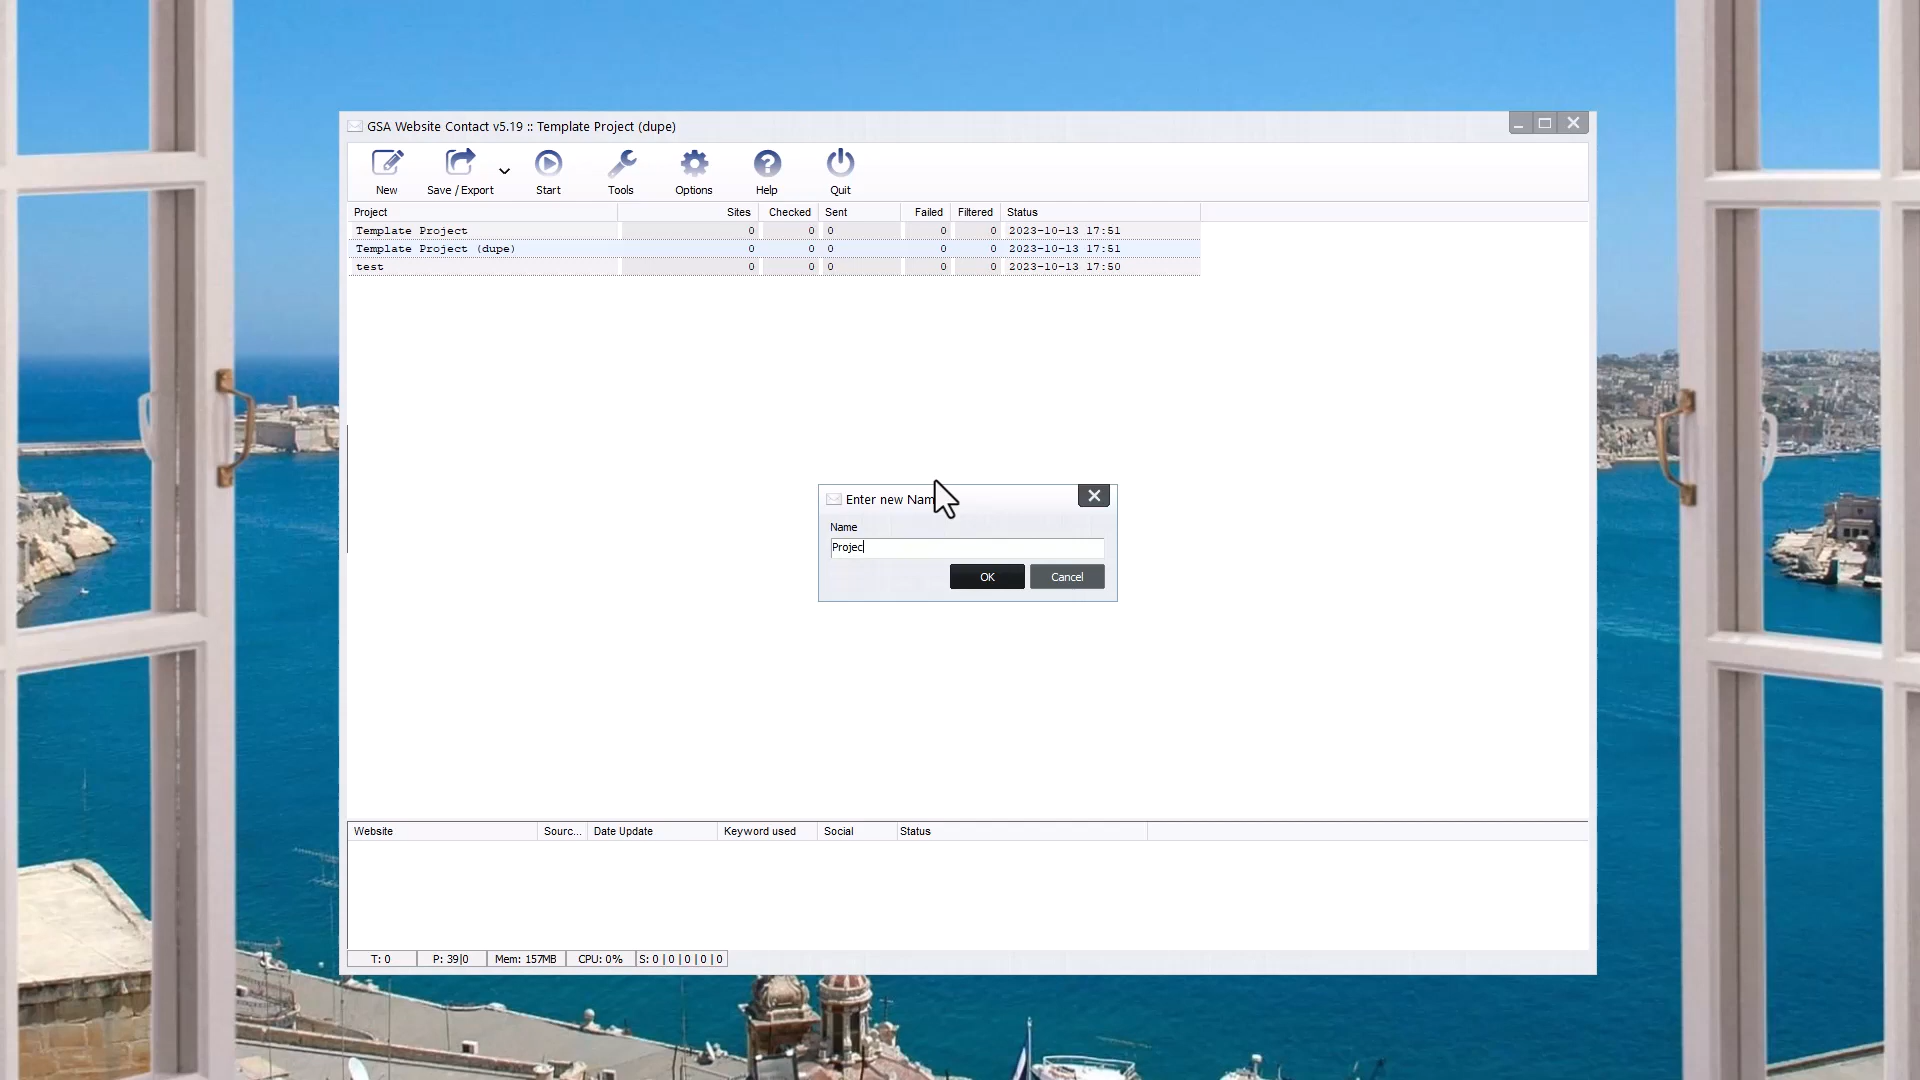 GSA Website Contact v5.19 :: Template Project (dupe)
New Save / Export Start Tools Options Help Quit
Project Sites Checked Sent Failed Filtered Status
Template Project 0 0 0 0 0 2023-10-13 17:51
Template Project (dupe) 0 0 0 0 0 2023-10-13 17:51
test 0 0 0 0 0 2023-10-13 17:50
Enter new Nam
Name
Projec
OK Cancel
Website Sourc... Date Update Keyword used Social Status
T: 0 P: 39|0 Mem: 157MB CPU: 0% S: 0 | 0 | 0 | 0 | 0